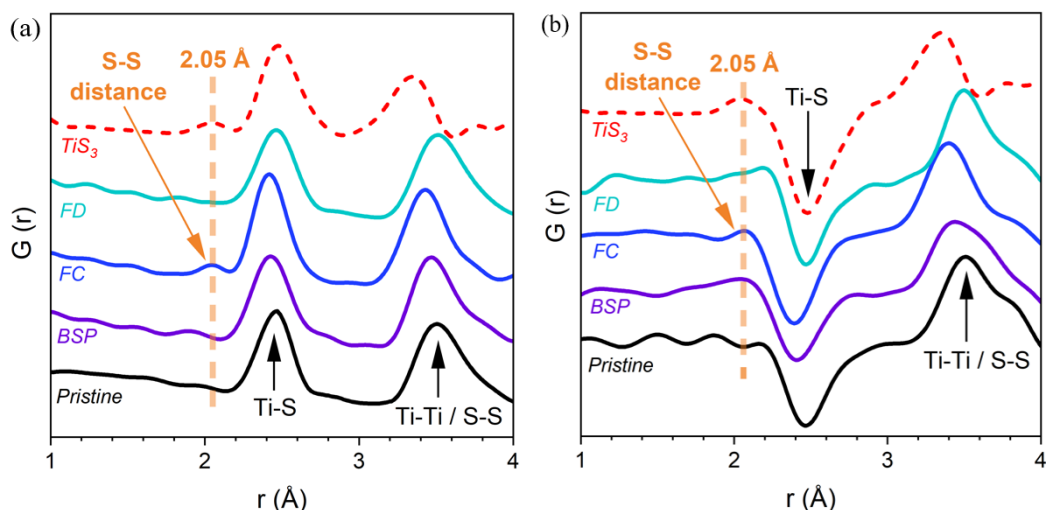 (a)
S-S
distance
2.05 Å
TiS3
FD
FC
BSP
Pristine
Ti-S
Ti-Ti / S-S
G (r)
1 2 3 4
r (Å)
(b)
S-S
distance
2.05 Å
Ti-S
TiS3
FD
FC
BSP
Pristine
Ti-Ti / S-S
G (r)
1 2 3 4
r (Å)